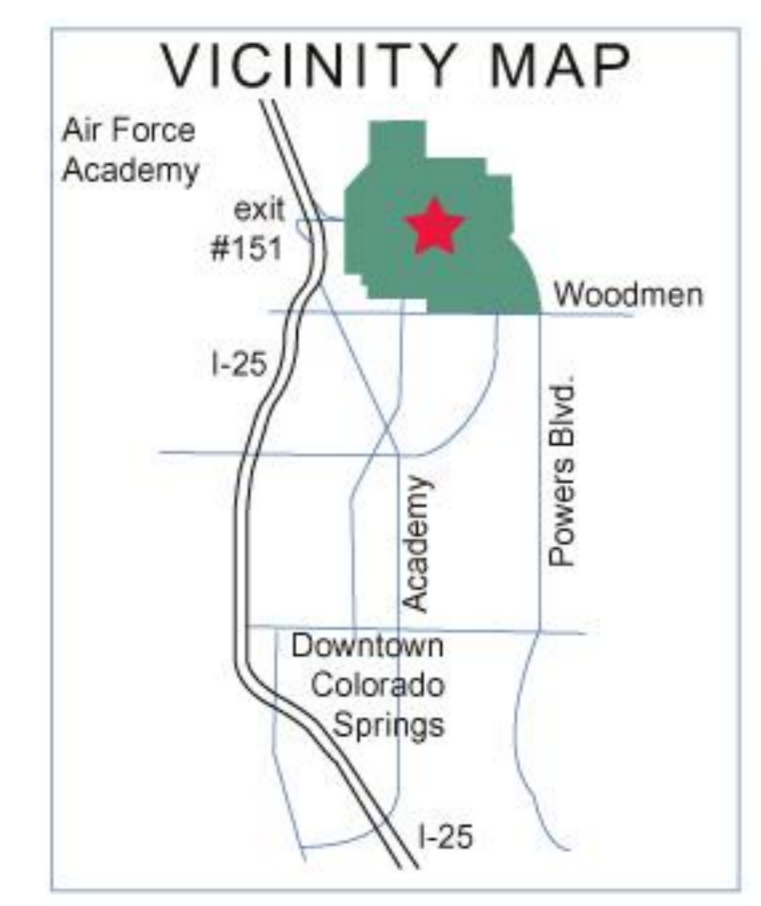 VICINITY MAP
Air Force
Academy
exit
#151
Woodmen
I-25
Powers Blvd.
Academy
Downtown
Colorado
Springs
I-25